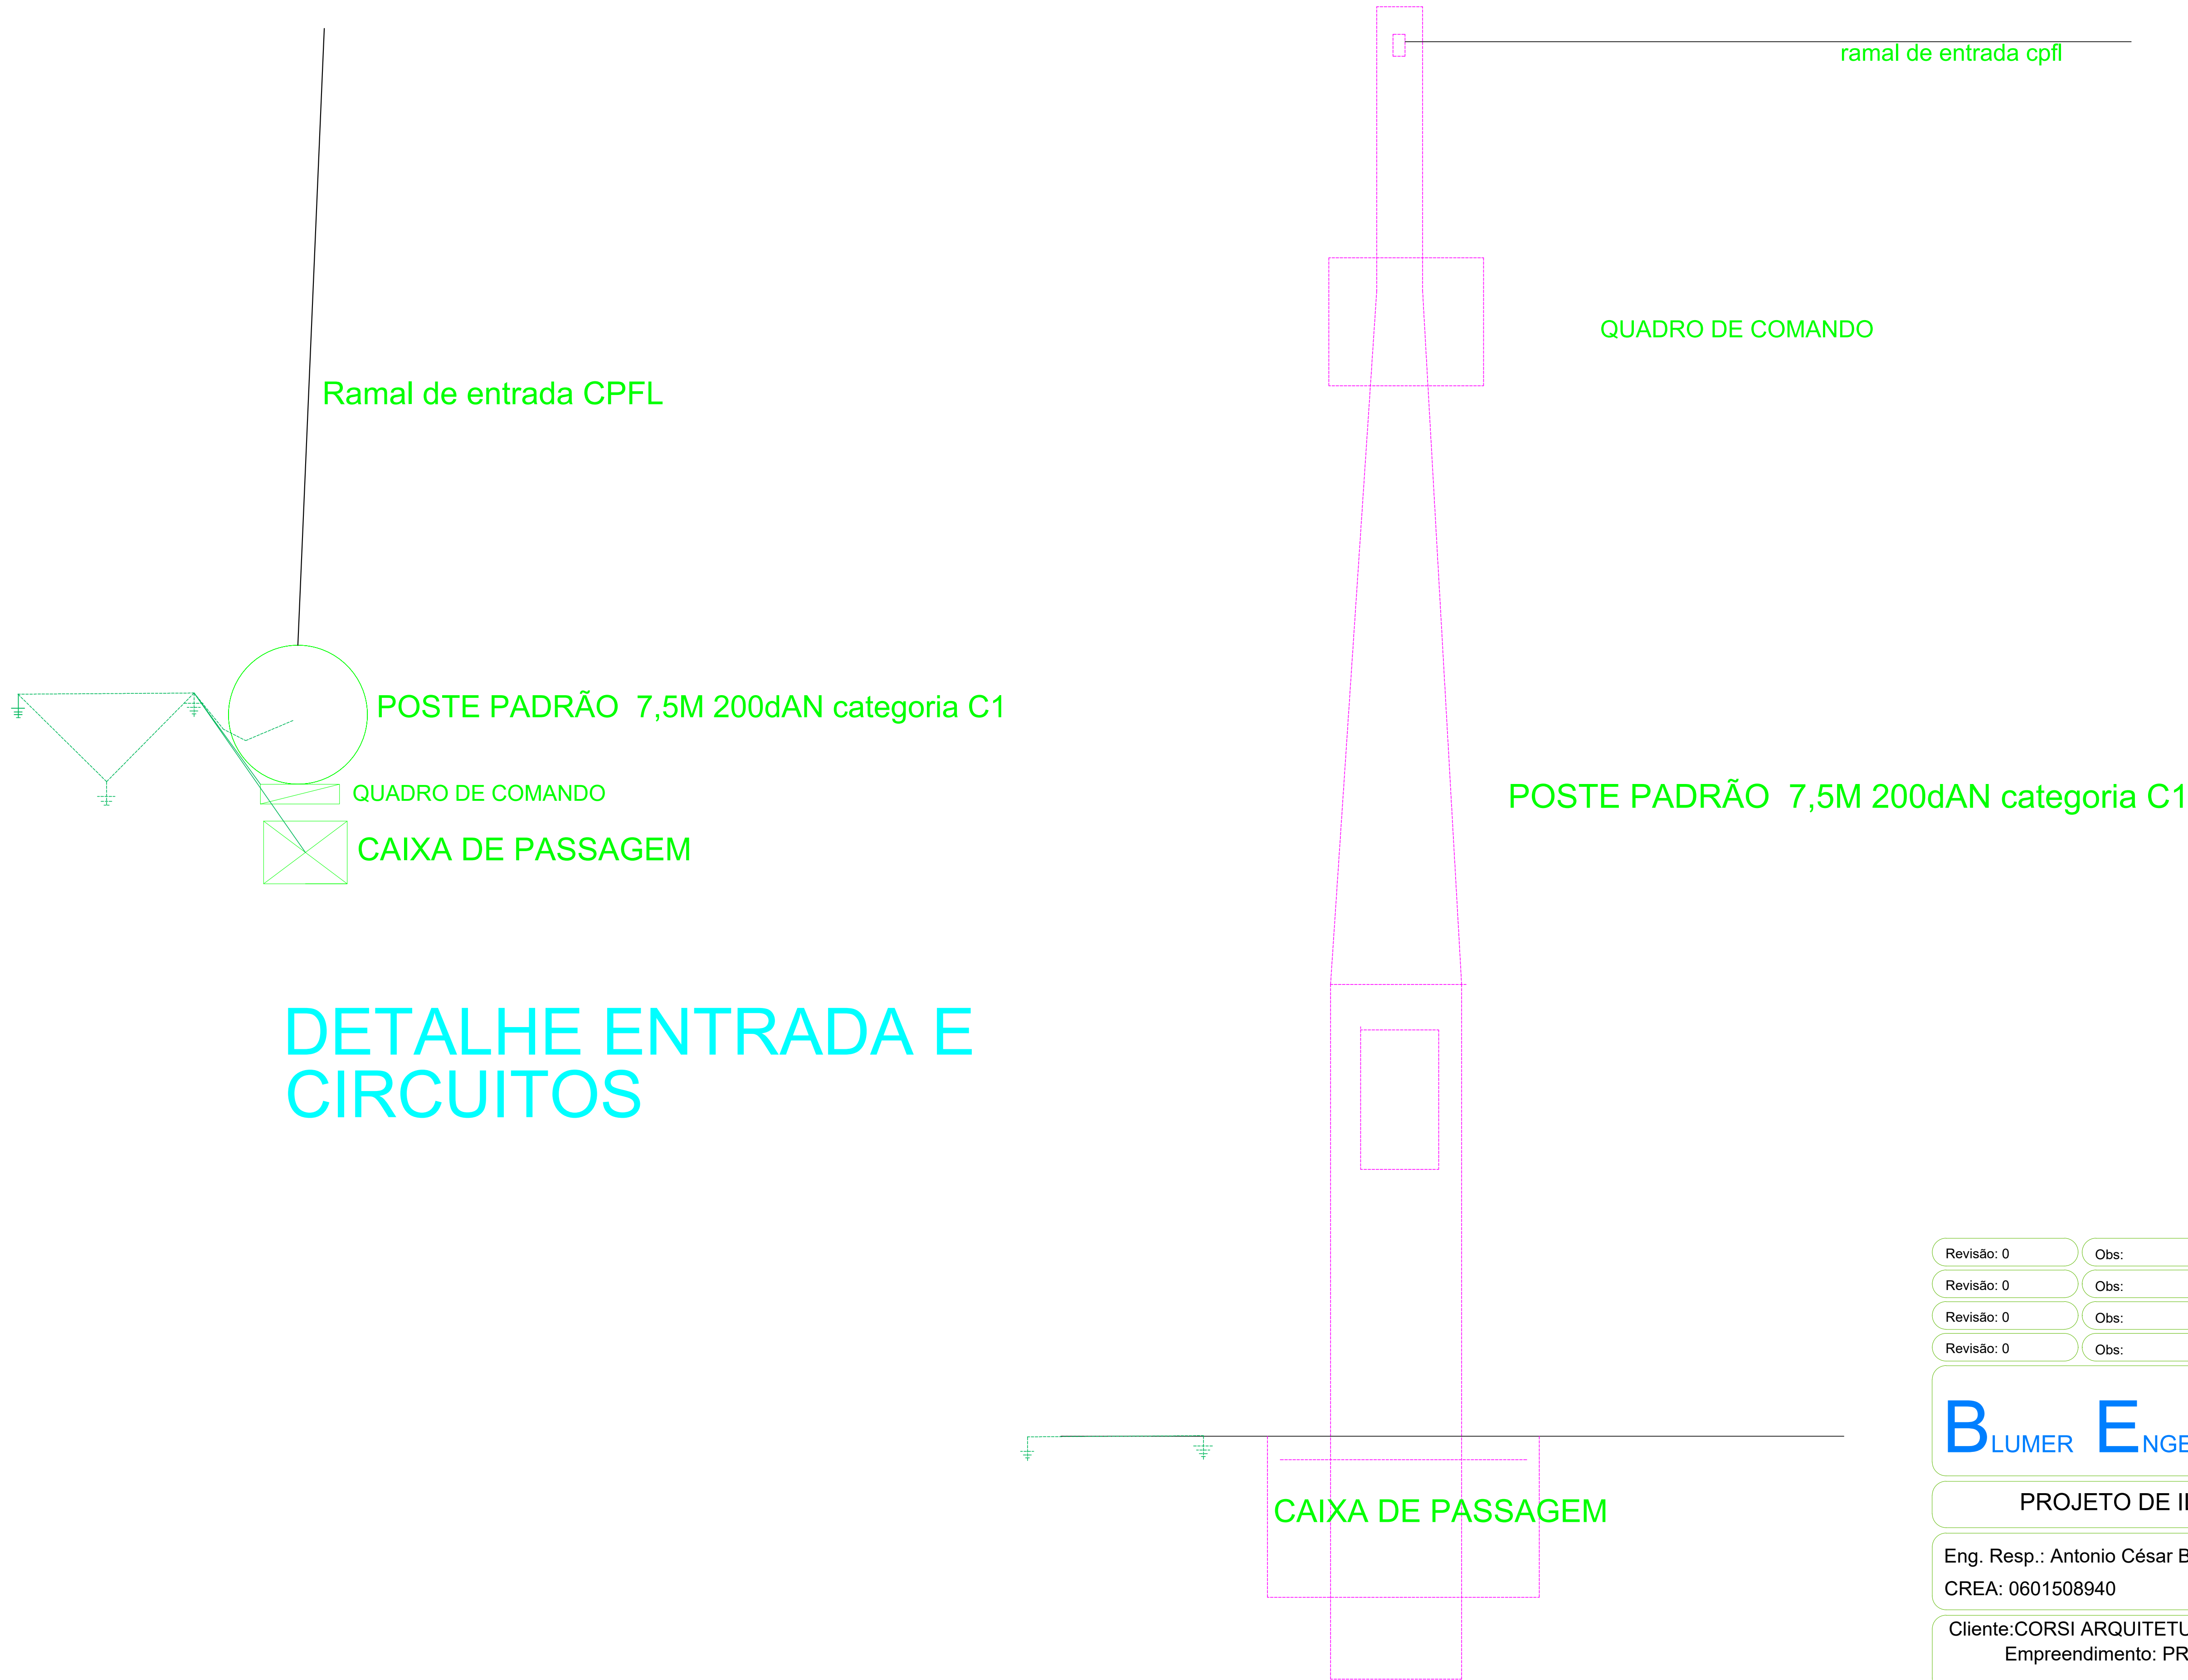 ramal de entrada cpfl
QUADRO DE COMANDO
Ramal de entrada CPFL
POSTE PADRÃO 7,5M 200dAN categoria C1
QUADRO DE COMANDO
CAIXA DE PASSAGEM
POSTE PADRÃO 7,5M 200dAN categoria C1
DETALHE ENTRADA E
CIRCUITOS
CAIXA DE PASSAGEM
Revisão: 0 Obs:
Revisão: 0 Obs:
Revisão: 0 Obs:
Revisão: 0 Obs:
BLUMER
PROJETO DE
Eng. Resp.: Antonio César
CREA: 0601508940
Cliente:CORSI
Empreendimento: